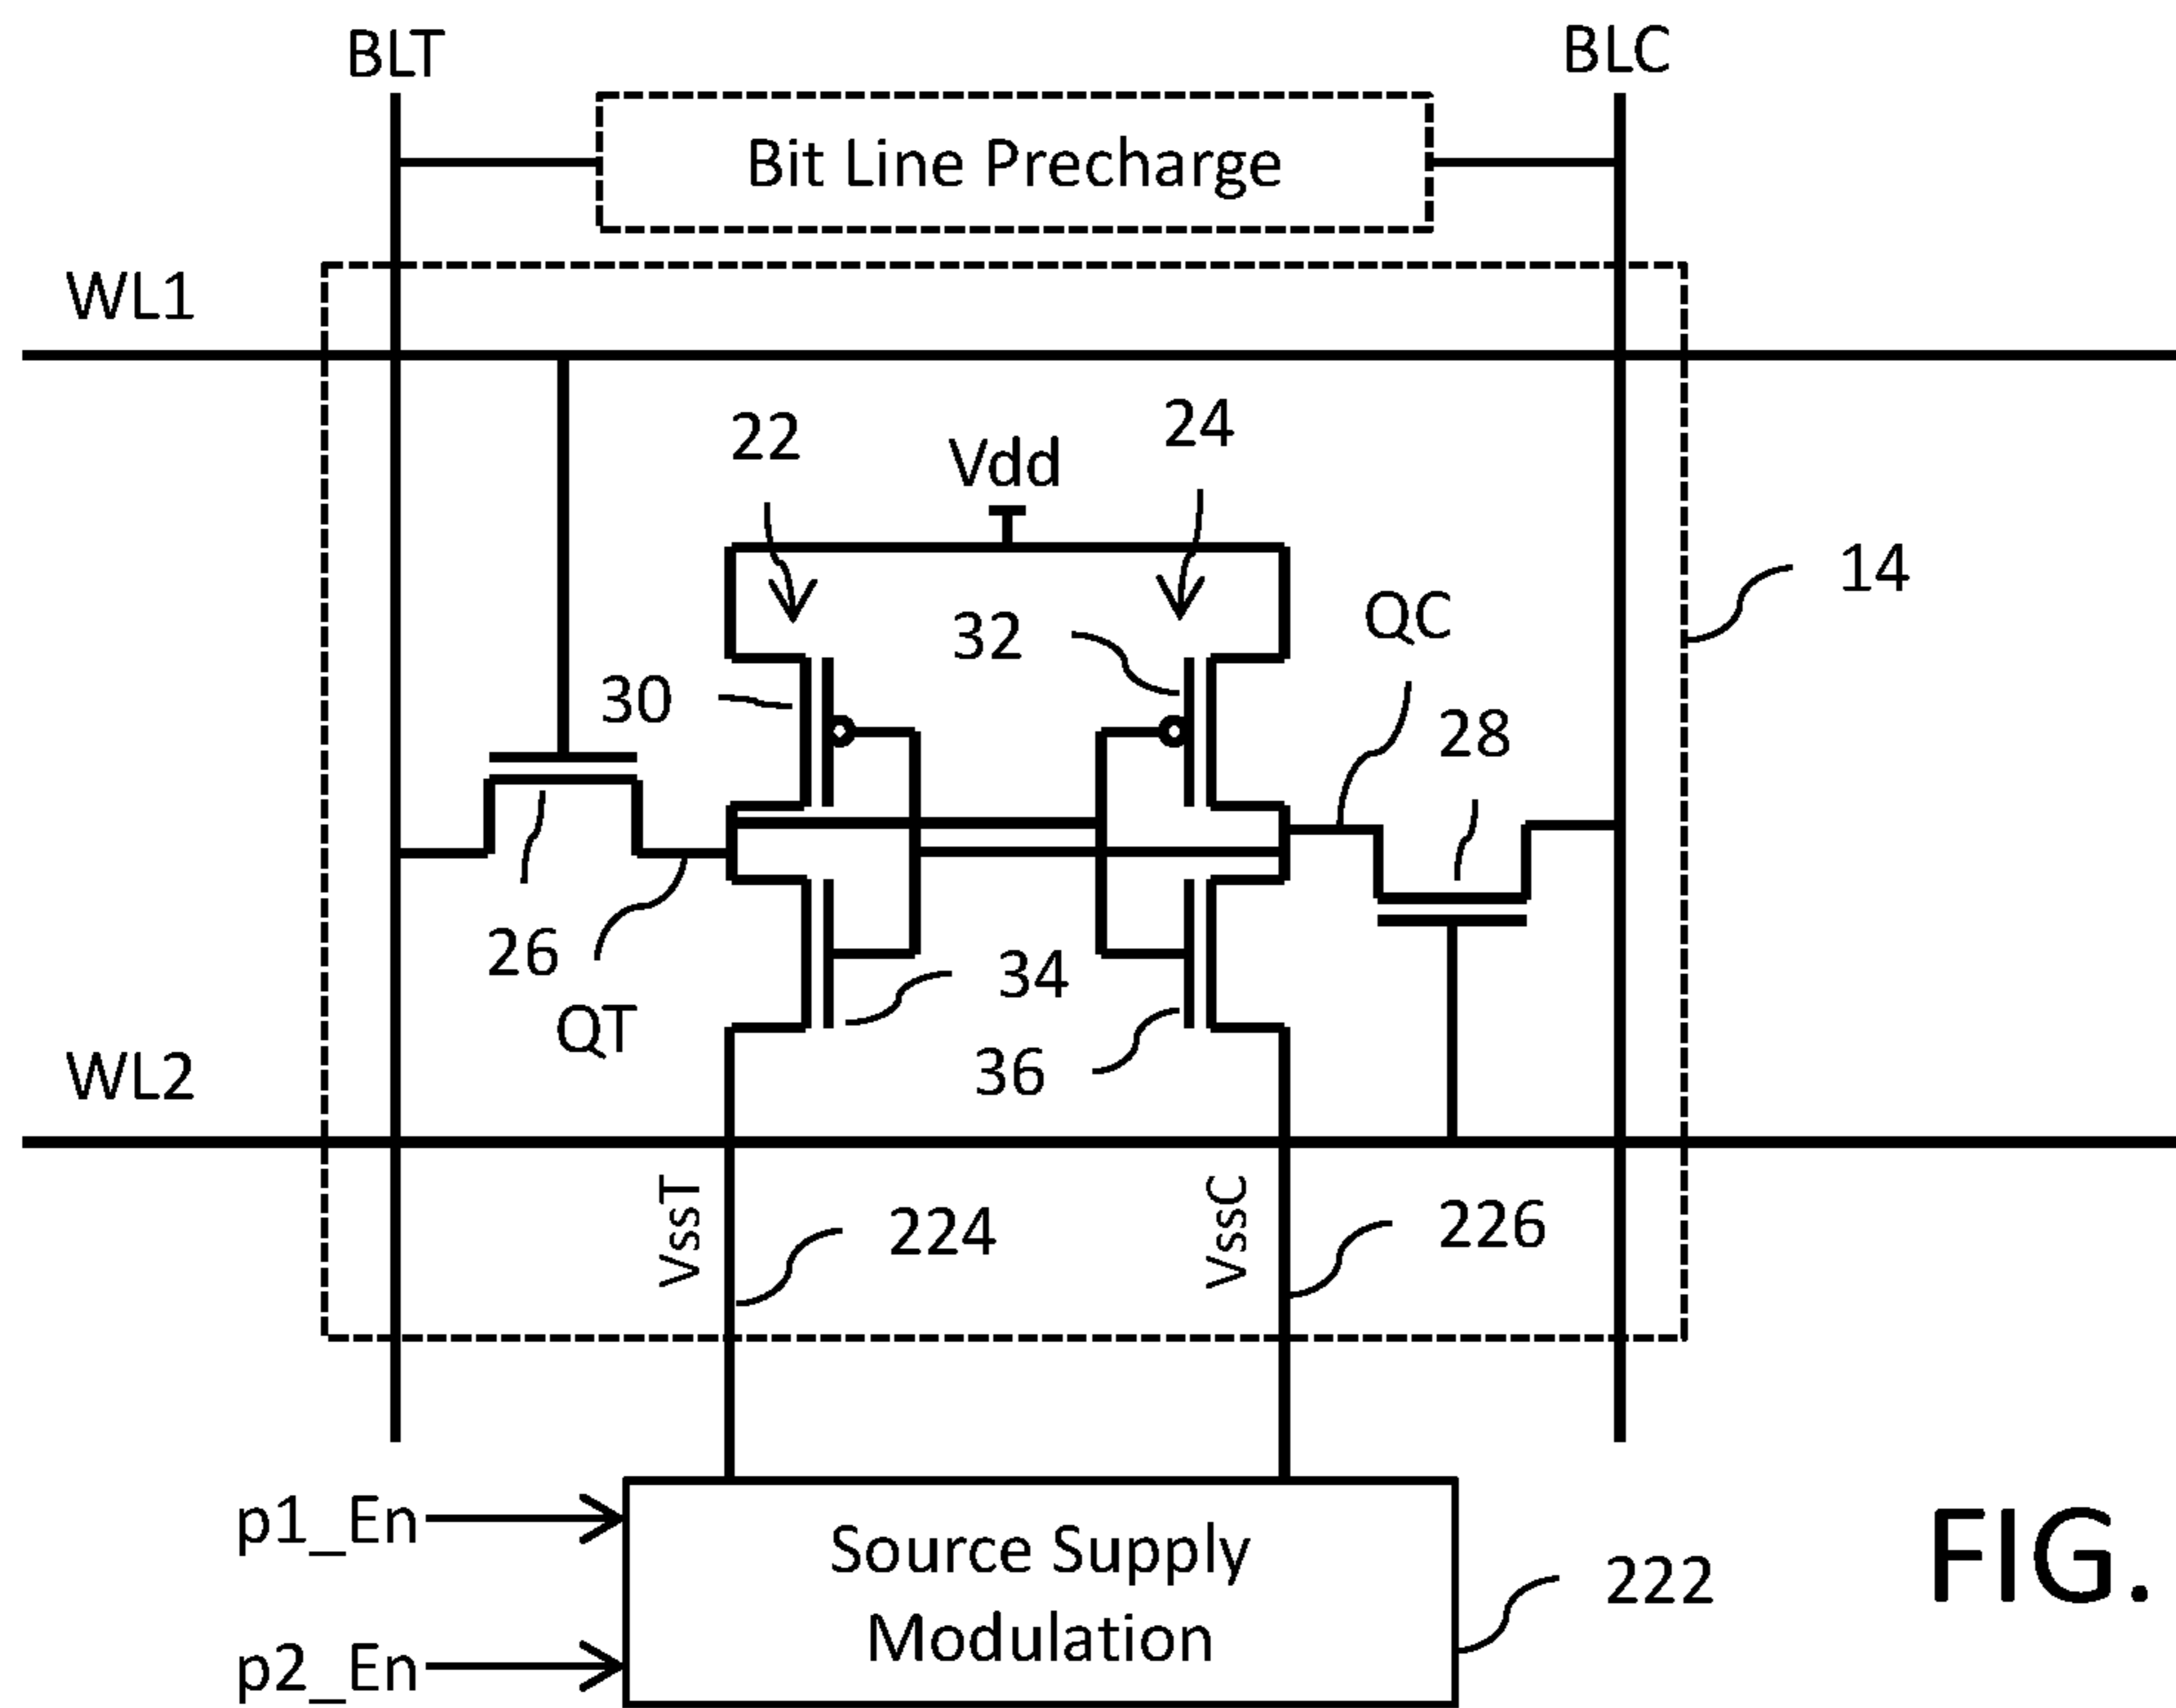 BLT
BLC
Bit Line Precharge
WL1
22
24
Vdd
14
QC
32
30
28
26
34
QT
36
WL2
VssT
224
VssC
226
p1_En
Source Supply
Modulation
222
FIG.
p2_En